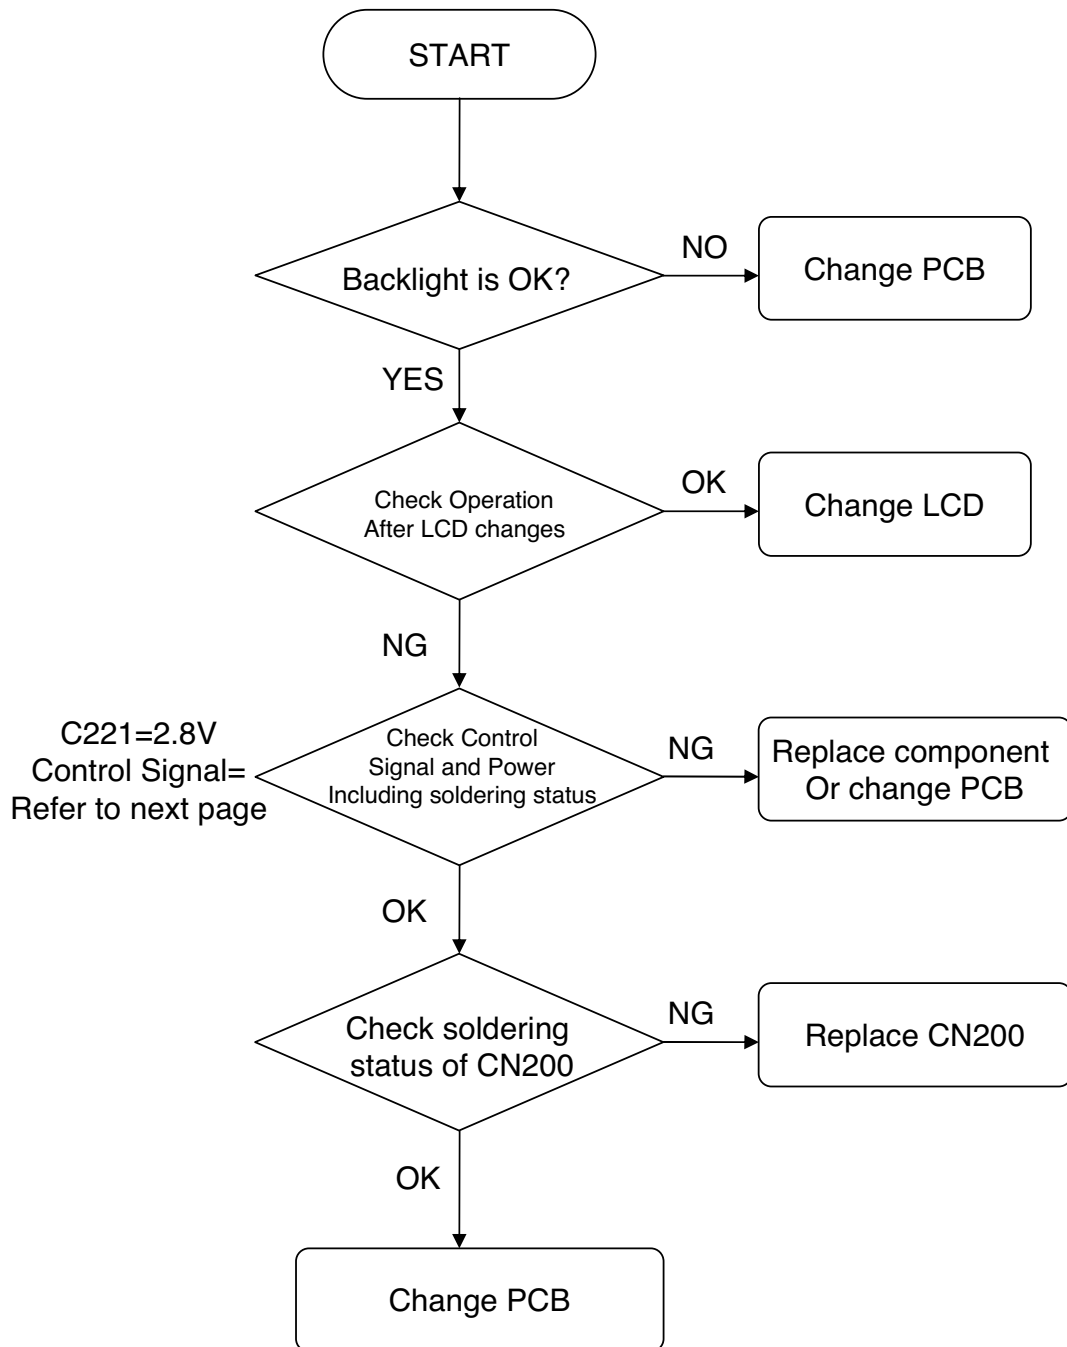 START
Backlight is OK?
NO
Change PCB
YES
Check Operation
After LCD changes
OK
Change LCD
NG
C221=2.8V
Control Signal=
Refer to next page
Check Control
Signal and Power
Including soldering status
NG
Replace component
Or change PCB
OK
Check soldering
status of CN200
NG
Replace CN200
OK
Change PCB